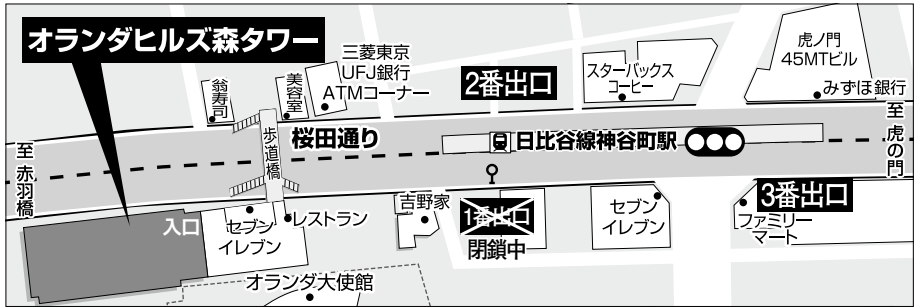 オランダヒルズ森タワー
翁寿司
美容室
三菱東京
UFJ銀行
ATMコーナー
2番出口
スターバックス
コーヒー
虎ノ門
45MTビル
みずほ銀行
至赤羽橋
歩道橋
桜田通り
日比谷線神谷町駅
至虎の門
入口
セブン
イレブン
レストラン
吉野家
1番出口
閉鎖中
セブン
イレブン
3番出口
ファミリー
マート
オランダ大使館